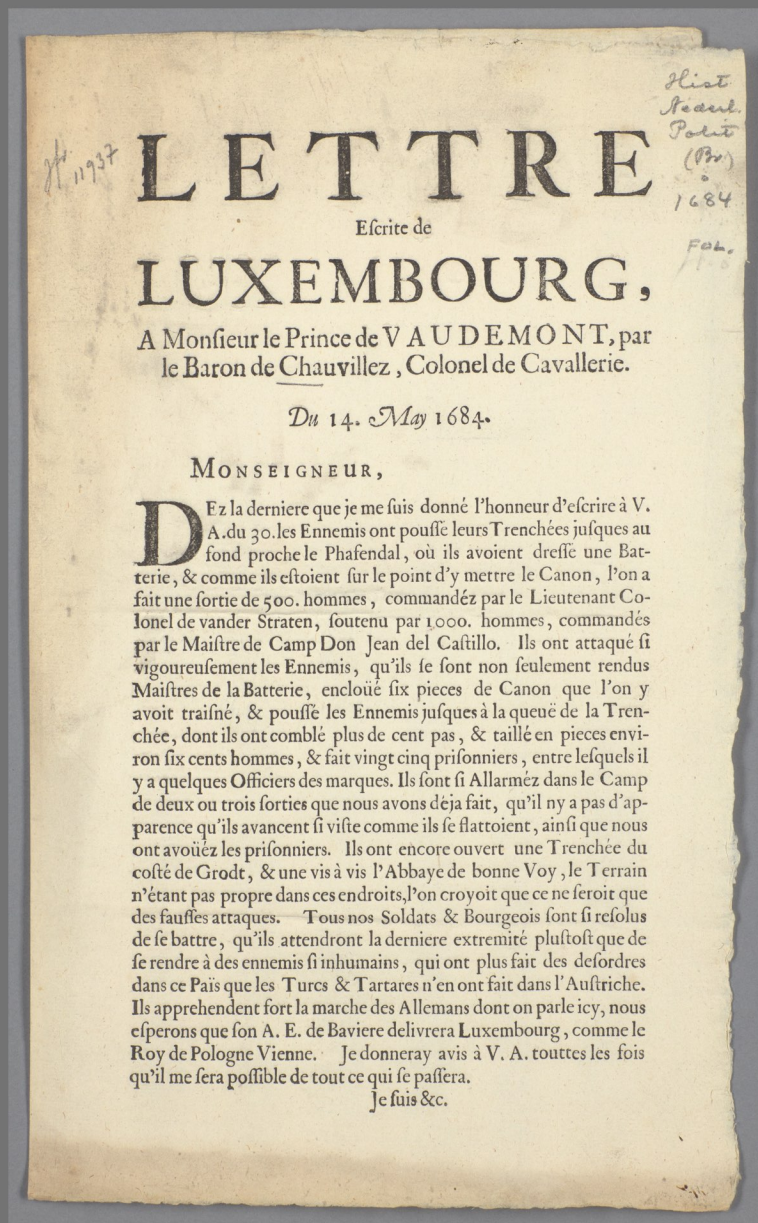 Hist
Nederl.
Polit
(Br)
1684
FOL.
11937
LETTRE
Eſcrite de
LUXEMBOURG,
A Monſieur le Prince de VAUDEMONT, par
le Baron de Chauvillez, Colonel de Cavallerie.
Du 14. May 1684.
MONSEIGNEUR,
DEz la derniere que je me ſuis donné l'honneur d'eſcrire à V.
A. du 30. les Ennemis ont pouſſé leurs Trenchées juſques au
fond proche le Phafendal, où ils avoient dreſſé une Bat-
terie, & comme ils eſtoient ſur le point d'y mettre le Canon, l'on a
fait une ſortie de 500. hommes, commandéz par le Lieutenant Co-
lonel de vander Straten, ſoutenu par 1000. hommes, commandés
par le Maiſtre de Camp Don Jean del Caſtillo. Ils ont attaqué ſi
vigoureuſement les Ennemis, qu'ils ſe ſont non ſeulement rendus
Maiſtres de la Batterie, encloüé ſix pieces de Canon que l'on y
avoit traiſné, & pouſſé les Ennemis juſques à la queuë de la Tren-
chée, dont ils ont comblé plus de cent pas, & taillé en pieces envi-
ron ſix cents hommes, & fait vingt cinq priſonniers, entre leſquels il
y a quelques Officiers des marques. Ils ſont ſi Allarméz dans le Camp
de deux ou trois ſorties que nous avons déja fait, qu'il ny a pas d'ap-
parence qu'ils avancent ſi viſte comme ils ſe flattoient, ainſi que nous
ont avoüéz les priſonniers. Ils ont encore ouvert une Trenchée du
coſté de Grodt, & une vis à vis l'Abbaye de bonne Voy, le Terrain
n'étant pas propre dans ces endroits, l'on croyoit que ce ne ſeroit que
des fauſſes attaques. Tous nos Soldats & Bourgeois ſont ſi reſolus
de ſe battre, qu'ils attendront la derniere extremité pluſtoſt que de
ſe rendre à des ennemis ſi inhumains, qui ont plus fait des deſordres
dans ce Païs que les Turcs & Tartares n'en ont fait dans l'Auſtriche.
Ils apprehendent fort la marche des Allemans dont on parle icy, nous
eſperons que ſon A. E. de Baviere delivrera Luxembourg, comme le
Roy de Pologne Vienne. Je donneray avis à V. A. touttes les fois
qu'il me ſera poſſible de tout ce qui ſe paſſera.
Je ſuis &c.